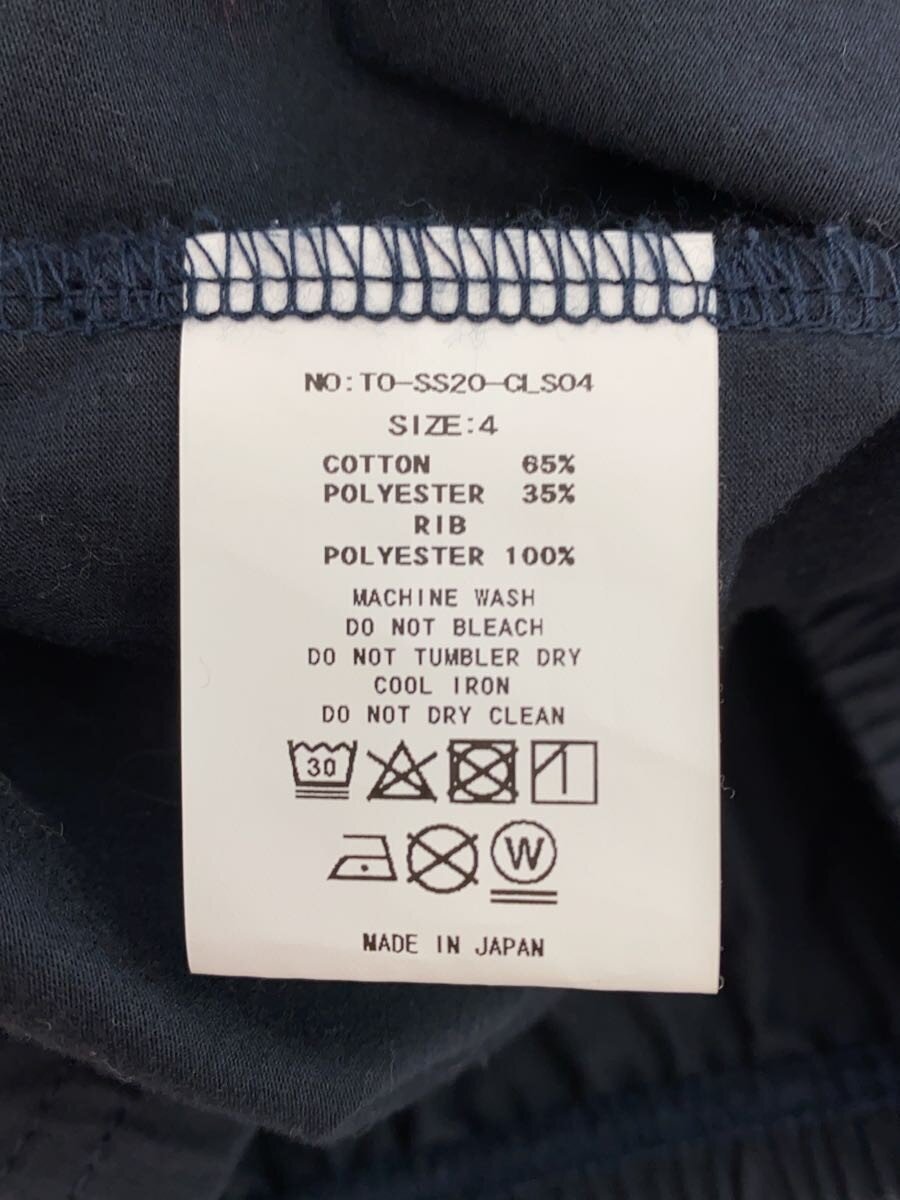 NO:TO-SS20-CLS04
SIZE:4
COTTON 65%
POLYESTER 35%
RIB
POLYESTER 100%
MACHINE WASH
DO NOT BLEACH
DO NOT TUMBLER DRY
COOL IRON
DO NOT DRY CLEAN
30
W
MADE IN JAPAN